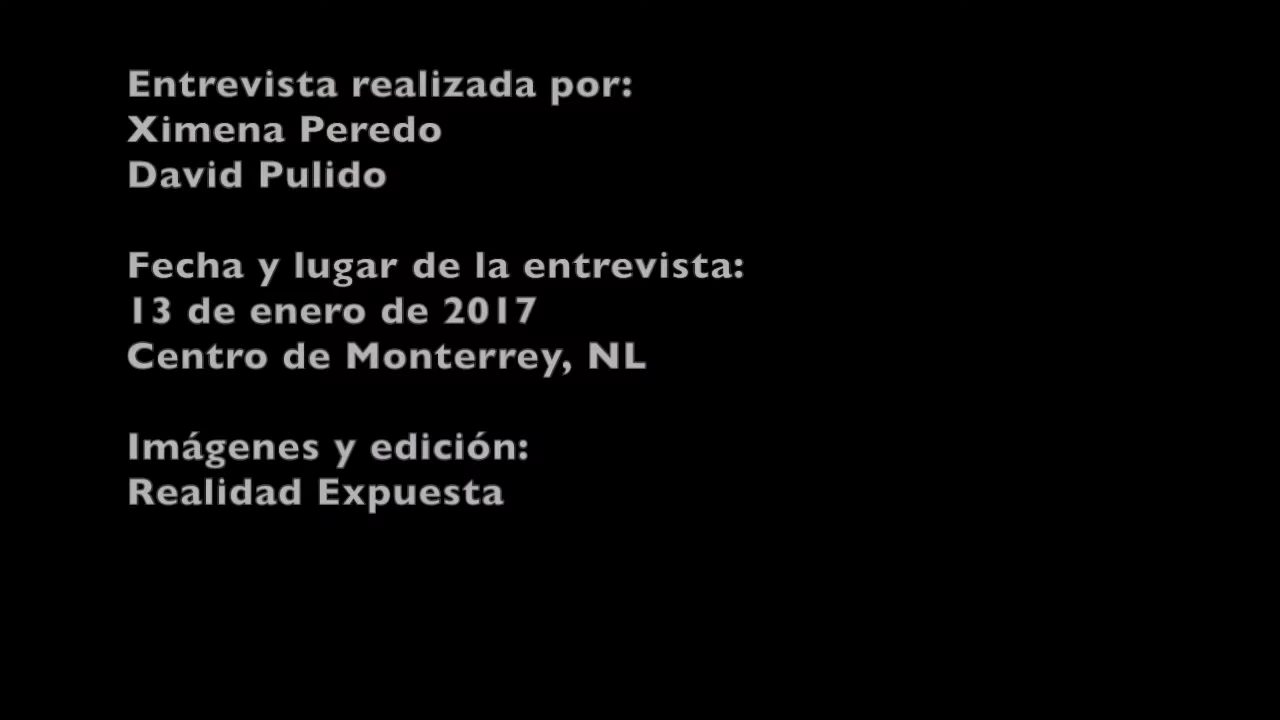 Entrevista realizada por:
Ximena Peredo
David Pulido
Fecha y lugar de la entrevista:
13 de enero de 2017
Centro de Monterrey, NL
Imágenes y edición:
Realidad Expuesta